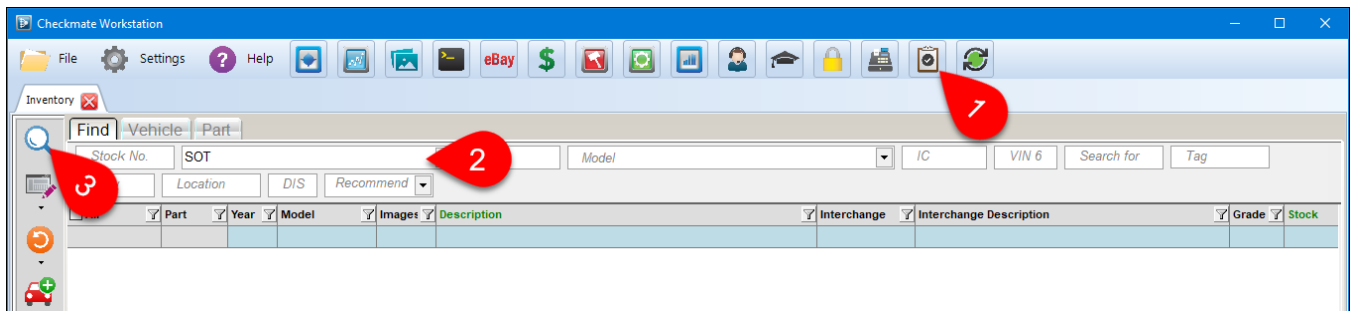 Checkmate Workstation
File Settings Help eBay $
1
Inventory
Find Vehicle Part
Stock No. SOT 2 Model IC VIN 6 Search for Tag
3 Location DIS Recommend
Part Year Model Images Description Interchange Interchange Description Grade Stock